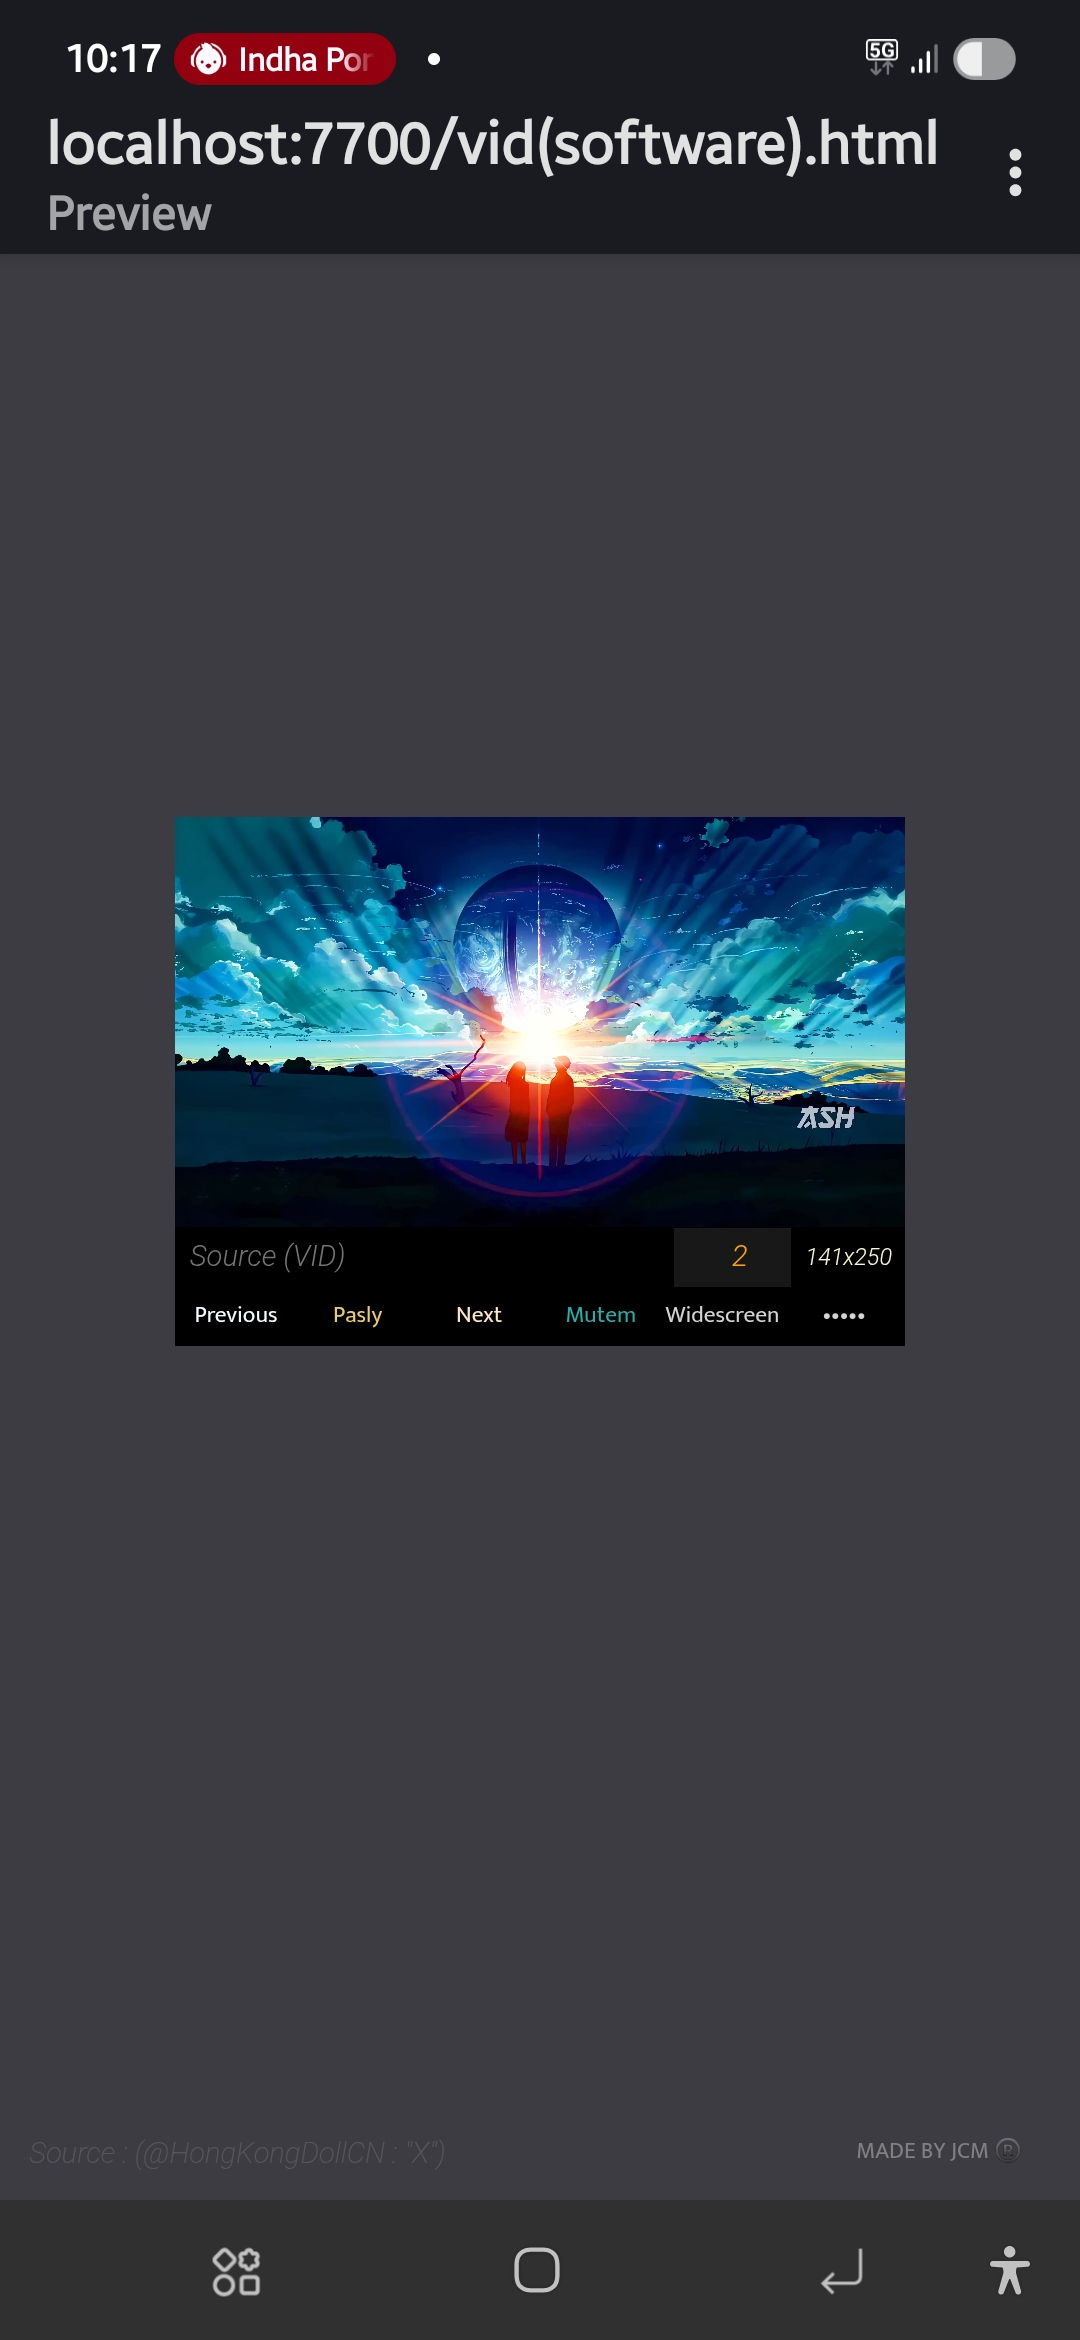 10:17 Indha Por 5G
localhost:7700/vid(software).html
Preview
ASH
Source (VID) 2 141x250
Previous Pasly Next Mutem Widescreen •••••
Source : (@HongKongDollCN : "X") MADE BY JCM ®